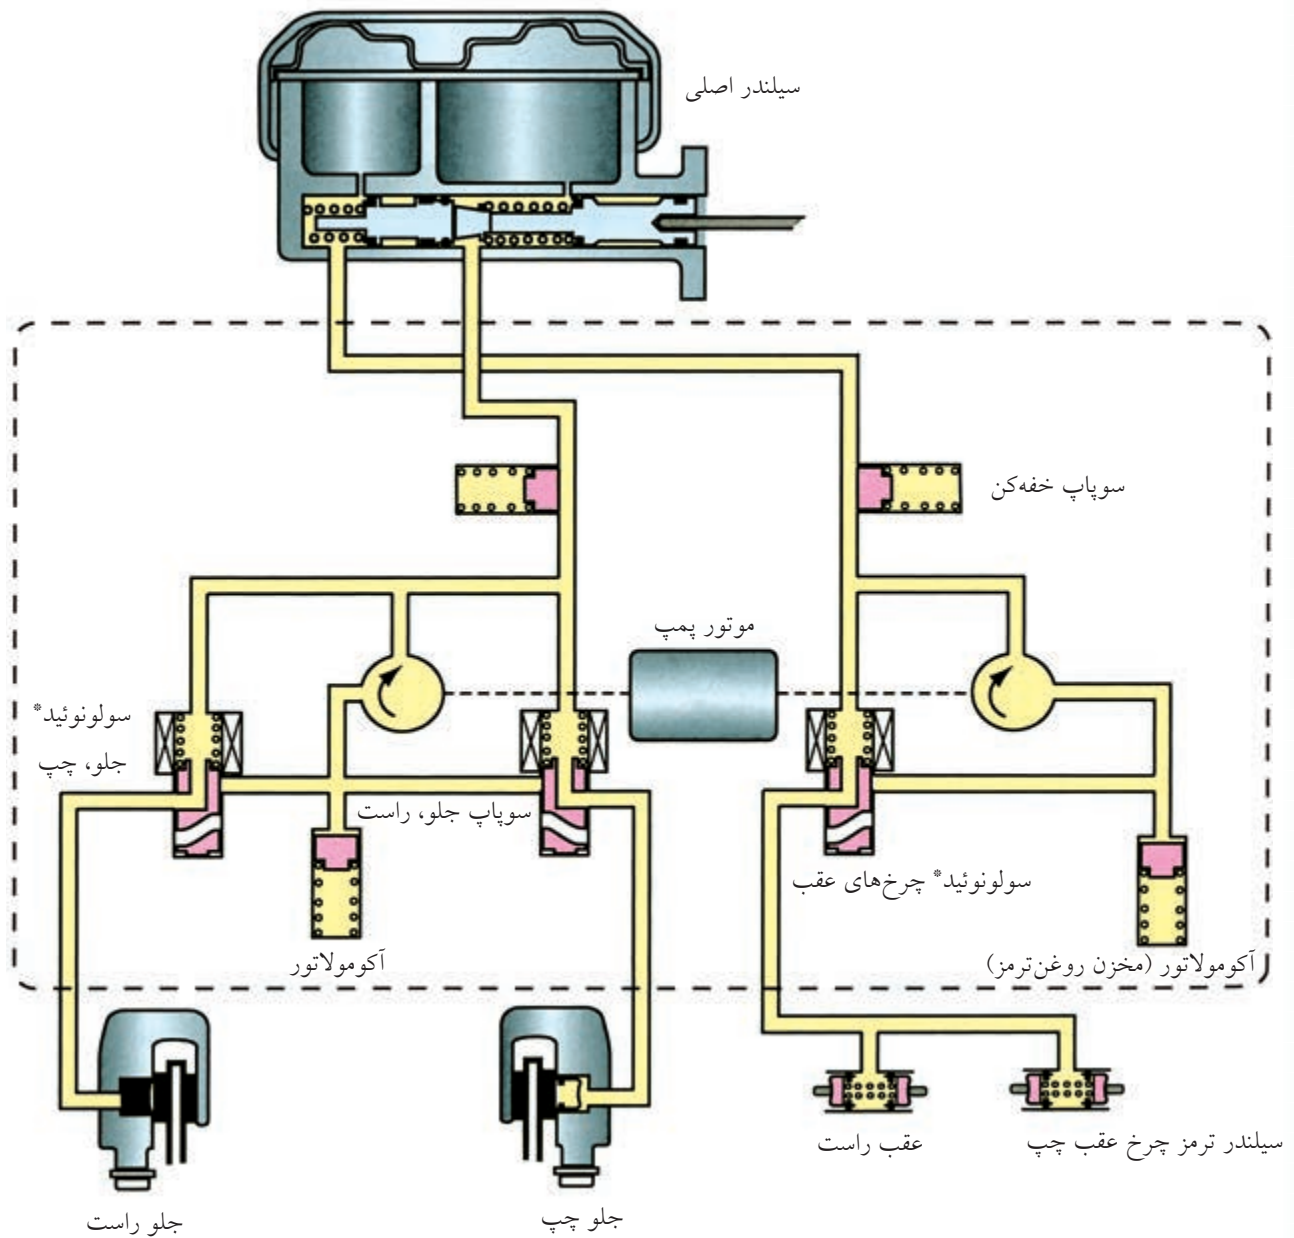 سیلندر اصلی
سوپاپ خفه‌کن
موتور پمپ
سولونوئید*
جلو، چپ
سوپاپ جلو، راست
سولونوئید* چرخ‌های عقب
آکومولاتور
آکومولاتور (مخزن روغن‌ترمز)
سیلندر ترمز چرخ عقب چپ
عقب راست
جلو چپ
جلو راست